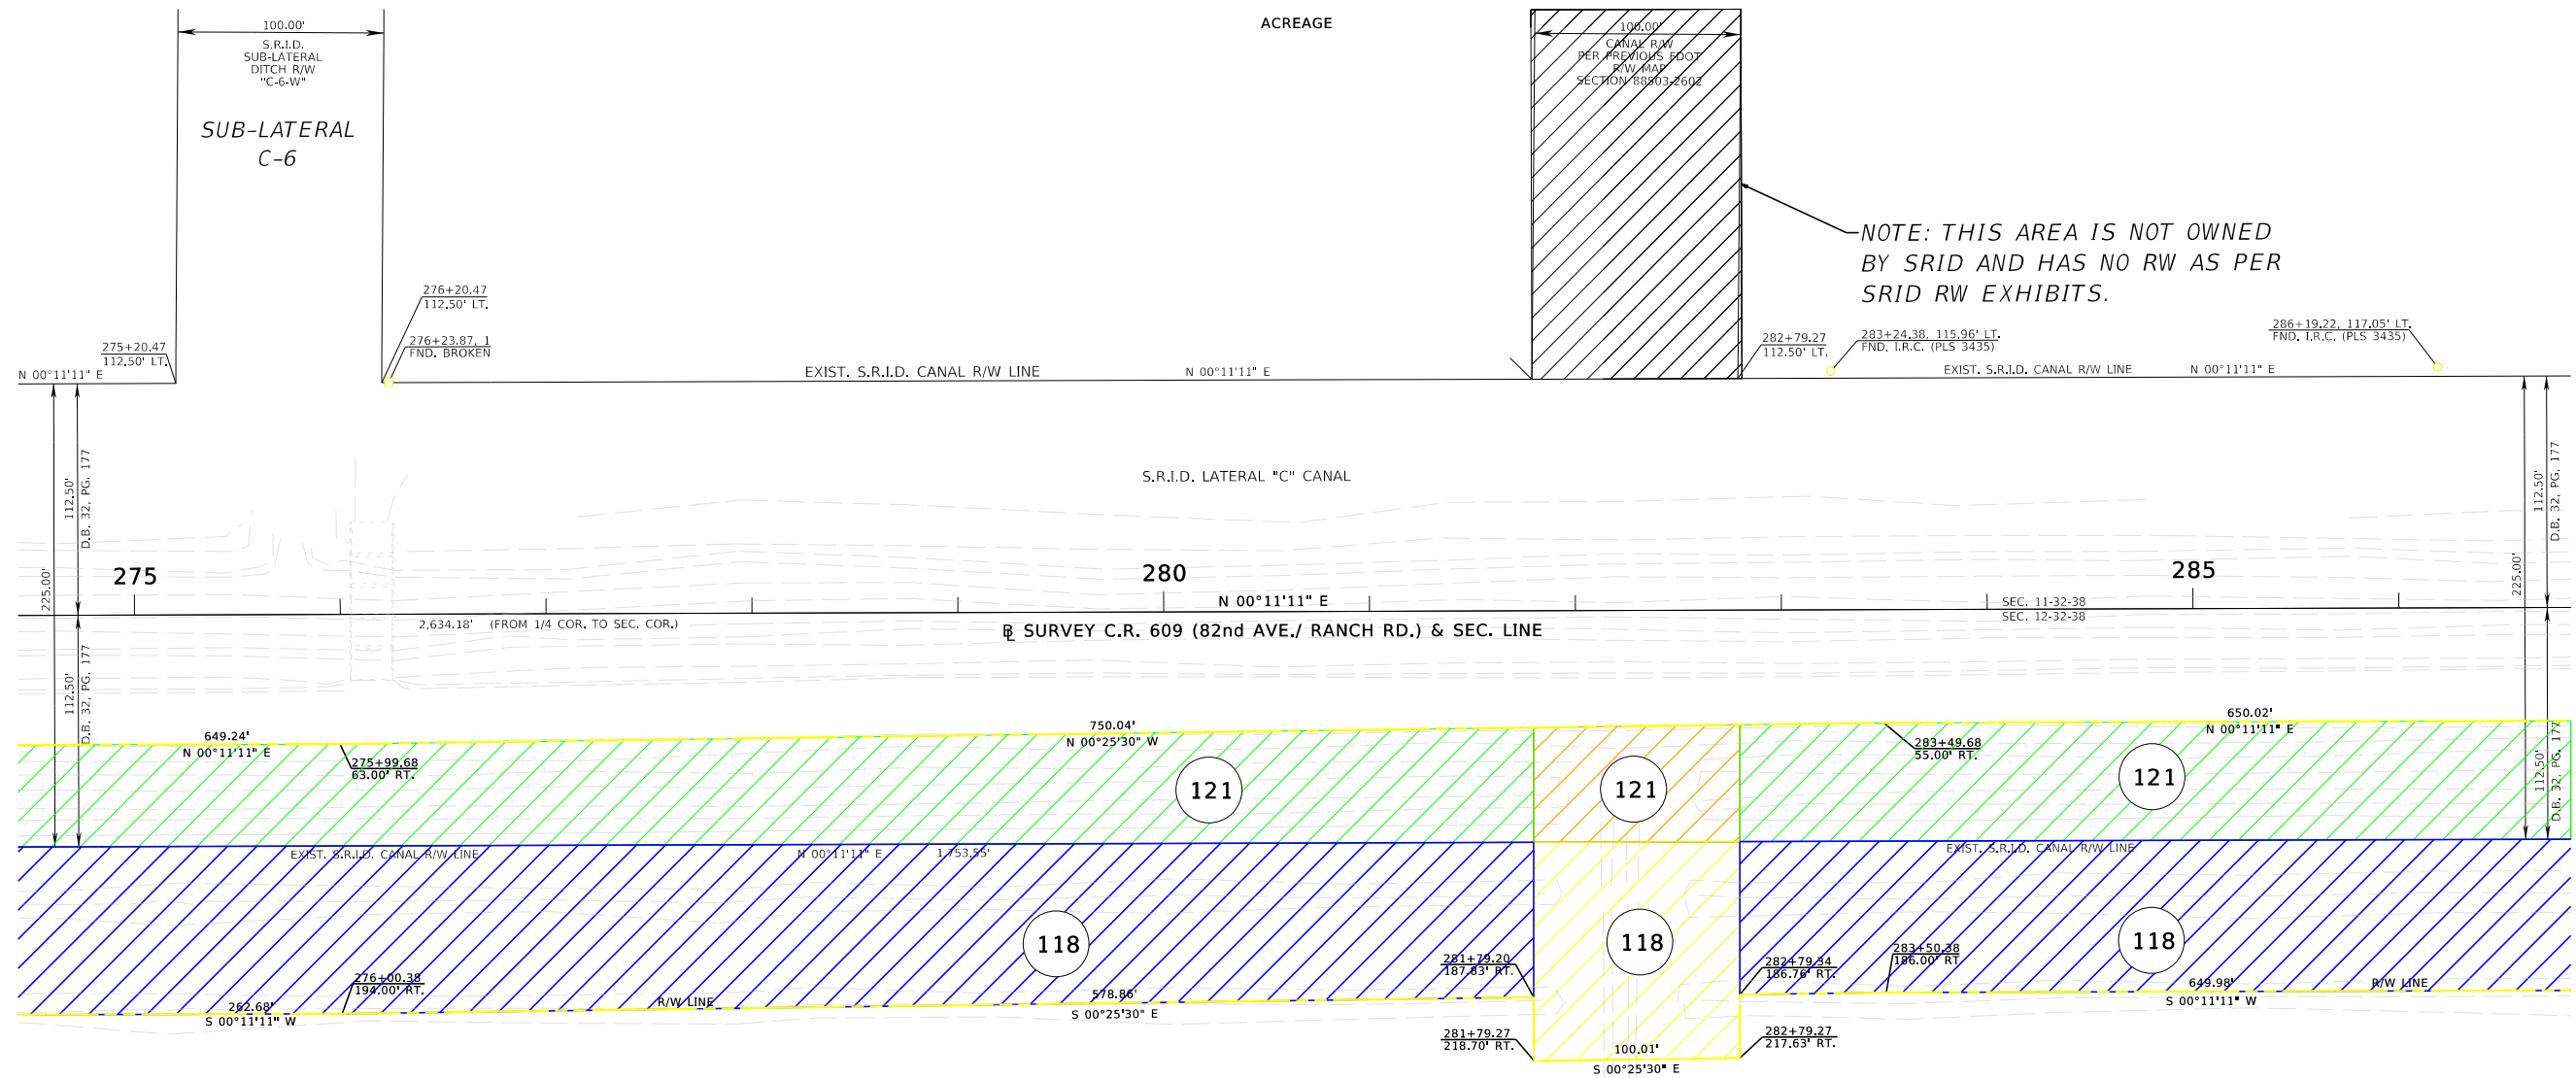 100.00'
S.R.I.D.
SUB-LATERAL
DITCH R/W
"C-6-W"
SUB-LATERAL
C-6
ACREAGE
100.00'
CANAL R/W
PER PREVIOUS FDOT
R/W MAP
SECTION 88503-2602
NOTE: THIS AREA IS NOT OWNED
BY SRID AND HAS NO RW AS PER
SRID RW EXHIBITS.
276+20.47
112.50' LT.
276+23.87, 1
FND. BROKEN
275+20.47
112.50' LT.
N 00°11'11" E
EXIST. S.R.I.D. CANAL R/W LINE
N 00°11'11" E
282+79.27
112.50' LT.
283+24.38, 115.96' LT.
FND. I.R.C. (PLS 3435)
286+19.22, 117.05' LT.
FND. I.R.C. (PLS 3435)
EXIST. S.R.I.D. CANAL R/W LINE
N 00°11'11" E
225.00'
112.50'
D.B. 32, PG. 177
S.R.I.D. LATERAL "C" CANAL
225.00'
112.50'
D.B. 32, PG. 177
275
280
285
N 00°11'11" E
SEC. 11-32-38
SEC. 12-32-38
2,634.18' (FROM 1/4 COR. TO SEC. COR.)
BL SURVEY C.R. 609 (82nd AVE./ RANCH RD.) & SEC. LINE
112.50'
D.B. 32, PG. 177
112.50'
D.B. 32, PG. 177
649.24'
N 00°11'11" E
275+99.68
63.00' RT.
750.04'
N 00°25'30" W
283+49.68
55.00' RT.
650.02'
N 00°11'11" E
121
121
121
EXIST. S.R.I.D. CANAL R/W LINE
N 00°11'11" E
1,753.55'
EXIST. S.R.I.D. CANAL R/W LINE
118
118
118
276+00.38
194.00' RT.
262.68'
S 00°11'11" W
R/W LINE
578.86'
S 00°25'30" E
281+79.20
187.83' RT.
282+79.34
186.76' RT.
283+50.38
186.00' RT
649.98'
S 00°11'11" W
R/W LINE
281+79.27
218.70' RT.
100.01'
S 00°25'30" E
282+79.27
217.63' RT.